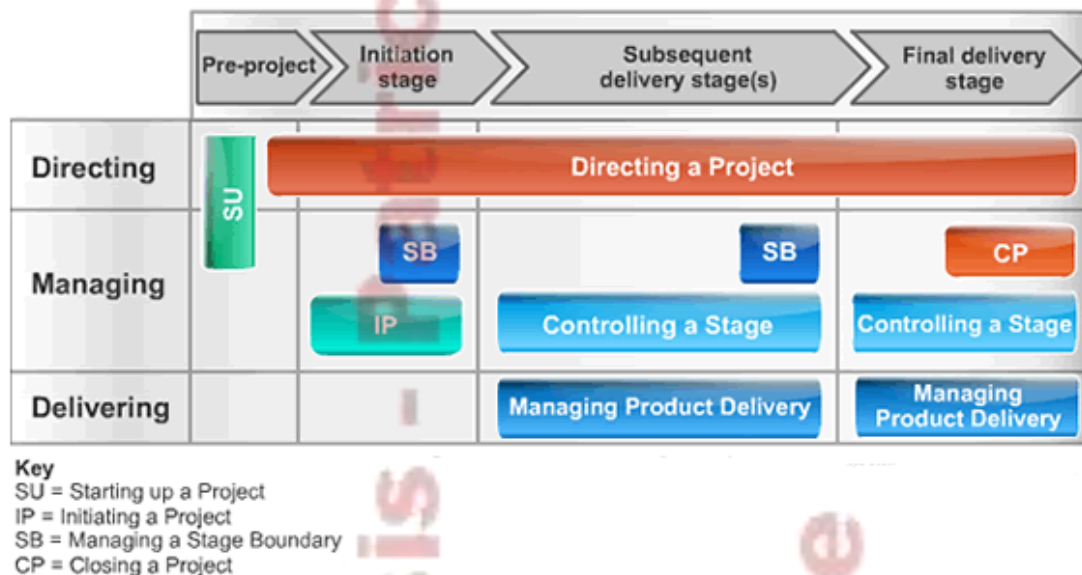 Pre-project
Initiation
stage
Subsequent
delivery stage(s)
Final delivery
stage
Directing
SU
Directing a Project
Managing
SB
SB
CP
IP
Controlling a Stage
Controlling a Stage
Delivering
Managing Product Delivery
Managing
Product Delivery
Key
SU = Starting up a Project
IP = Initiating a Project
SB = Managing a Stage Boundary
CP = Closing a Project